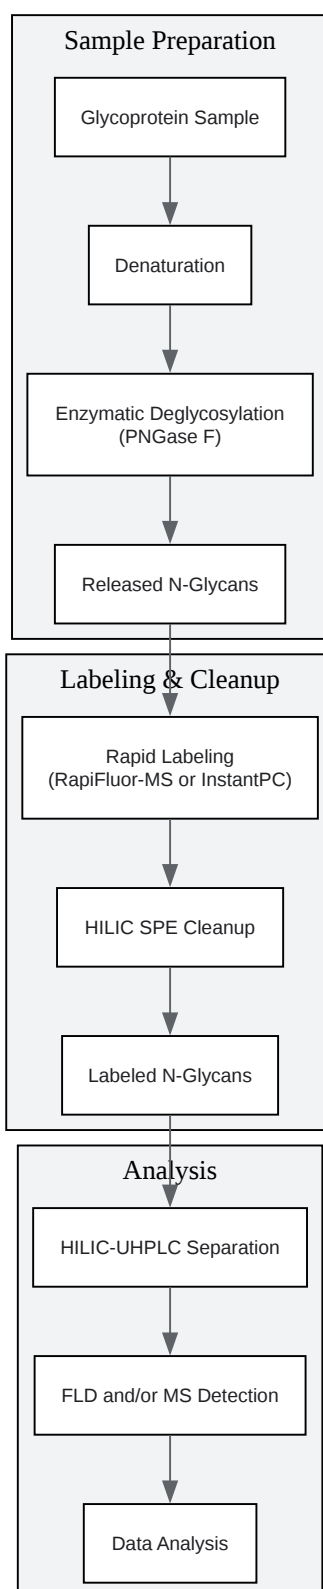 Sample Preparation
Glycoprotein Sample
Denaturation
Enzymatic Deglycosylation
(PNGase F)
Released N-Glycans
Labeling & Cleanup
Rapid Labeling
(RapiFluor-MS or InstantPC)
HILIC SPE Cleanup
Labeled N-Glycans
Analysis
HILIC-UHPLC Separation
FLD and/or MS Detection
Data Analysis